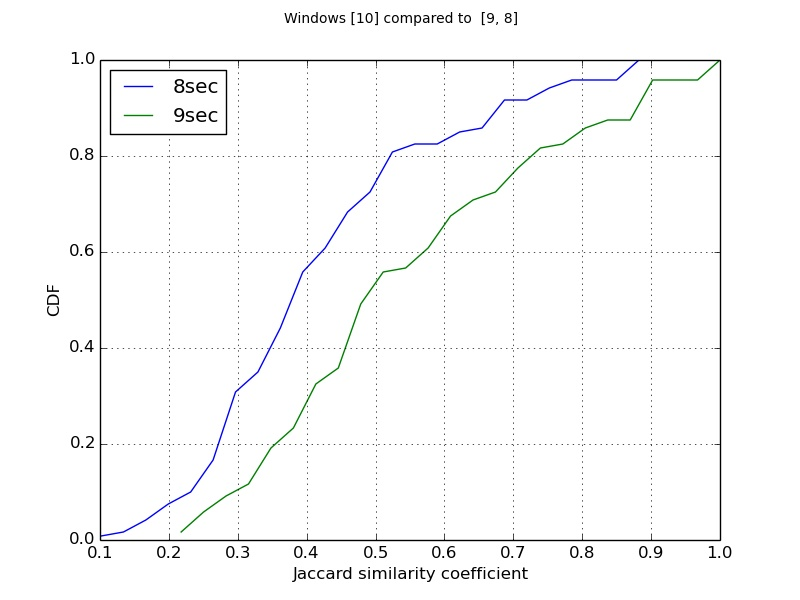 Windows [10] compared to  [9, 8]
8sec
9sec
1.0
0.8
0.6
0.4
0.2
0.0
CDF
0.1 0.2 0.3 0.4 0.5 0.6 0.7 0.8 0.9 1.0
Jaccard similarity coefficient